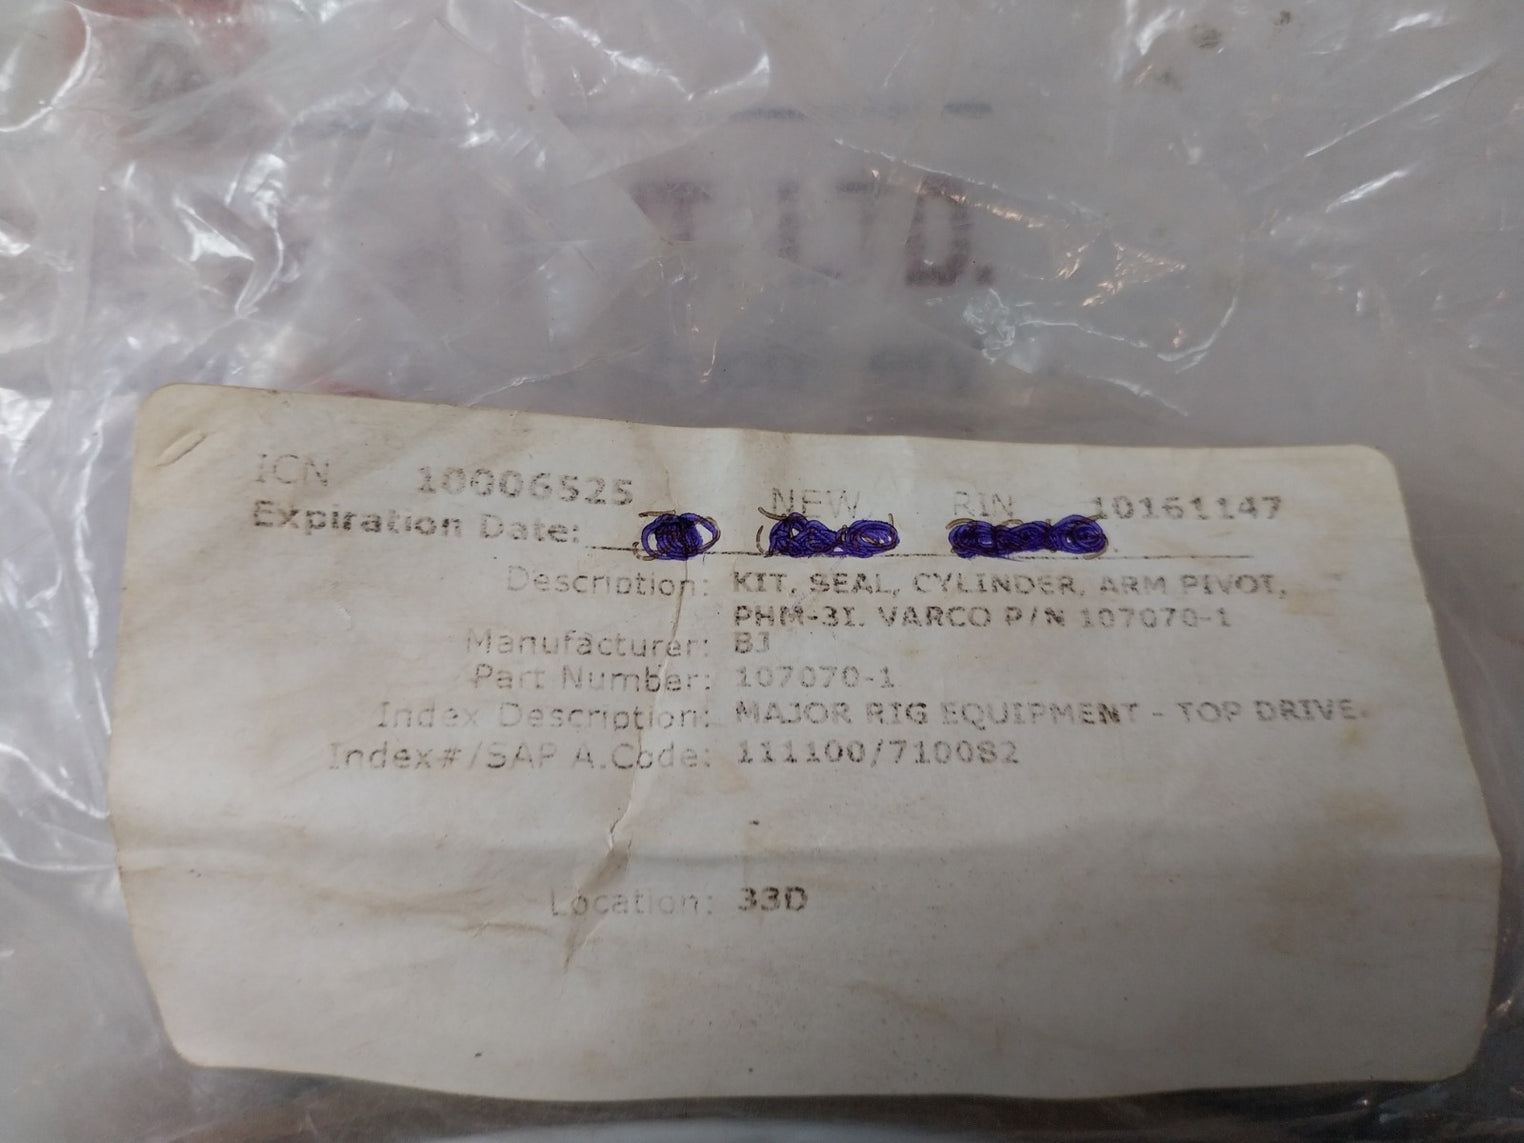 T. LTD.
ICN 10006525 NEW RIN 10161147
Expiration Date:
Description: KIT, SEAL, CYLINDER, ARM PIVOT,
PHM-3I, VARCO P/N 107070-1
Manufacturer: BJ
Part Number: 107070-1
Index Description: MAJOR RIG EQUIPMENT - TOP DRIVE
Index#/SAP A.Code: 111100/710082
Location: 33D